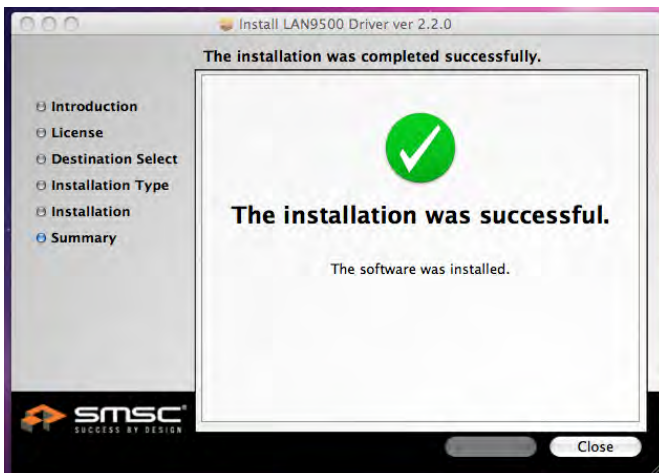 Install LAN9500 Driver ver 2.2.0
The installation was completed successfully.
Introduction
License
Destination Select
Installation Type
Installation
Summary
The installation was successful.
The software was installed.
smsc
SUCCESS BY DESIGN
Close